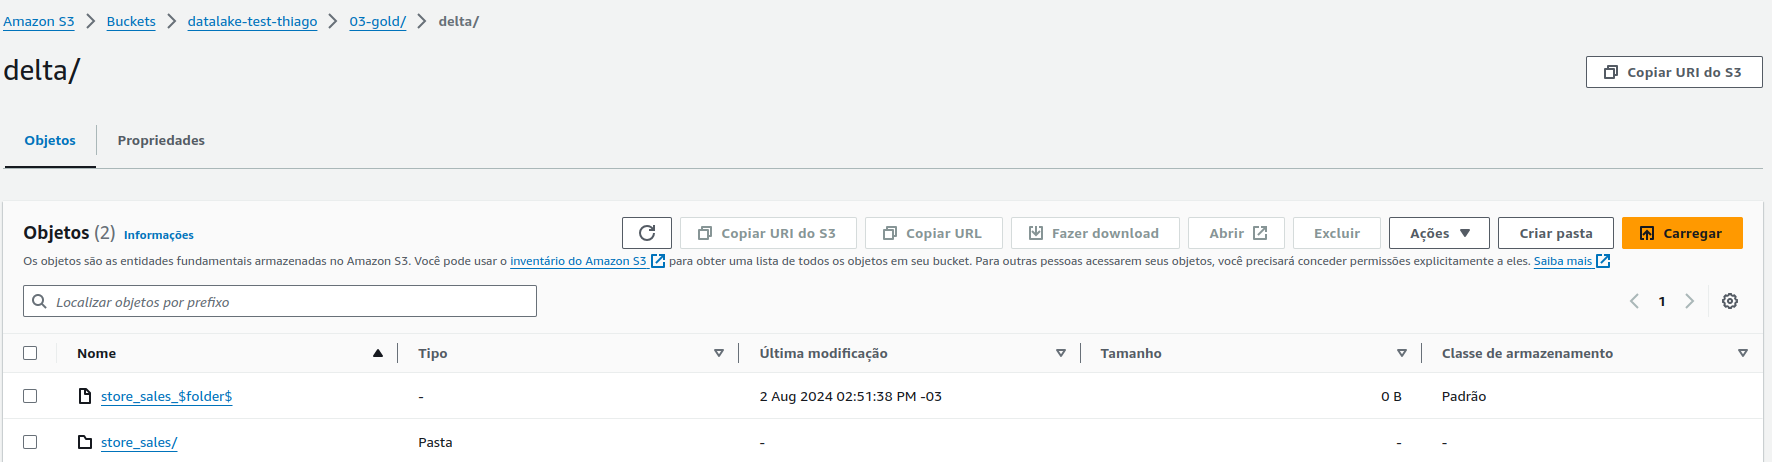 Amazon S3 > Buckets > datalake-test-thiago > 03-gold/ > delta/
delta/
Copiar URI do S3
Objetos Propriedades
Objetos (2) Informações
Copiar URI do S3 Copiar URL Fazer download Abrir Excluir Ações Criar pasta Carregar
Os objetos são as entidades fundamentais armazenadas no Amazon S3. Você pode usar o inventário do Amazon S3 para obter uma lista de todos os objetos em seu bucket. Para outras pessoas acessarem seus objetos, você precisará conceder permissões explicitamente a eles. Saiba mais
Localizar objetos por prefixo
1
Nome Tipo Última modificação Tamanho Classe de armazenamento
store_sales_$folder$ - 2 Aug 2024 02:51:38 PM -03 0 B Padrão
store_sales/ Pasta - - -